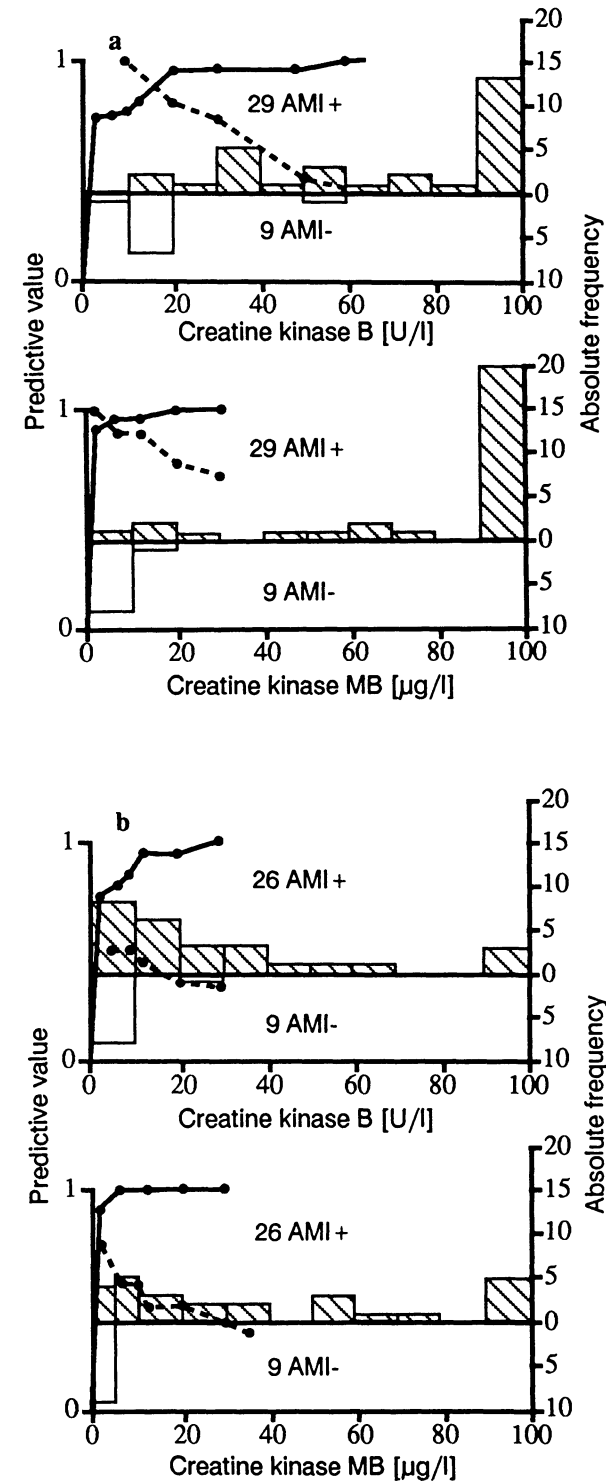 a
20
1
15
29 AMI+
10
5
0
9 AMI-
5
0
10
0 20 40 60 80 100
Creatine kinase B [U/l]
Predictive value
Absolute frequency
20
1
15
29 AMI+
10
5
0
9 AMI-
5
0
10
0 20 40 60 80 100
Creatine kinase MB [µg/l]
b
20
1
15
26 AMI+
10
5
0
9 AMI-
5
0
10
0 20 40 60 80 100
Creatine kinase B [U/l]
Predictive value
Absolute frequency
20
1
15
26 AMI+
10
5
0
9 AMI-
5
0
10
0 20 40 60 80 100
Creatine kinase MB [µg/l]